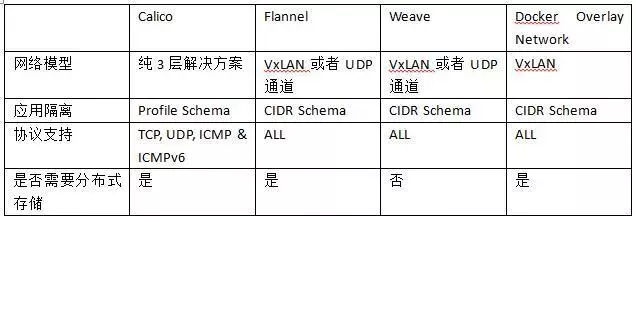 Calico Flannel Weave Docker Overlay
Network
网络模型 纯 3 层解决方案 VxLAN 或者 UDP VxLAN 或者 UDP VxLAN
通道 通道
应用隔离 Profile Schema CIDR Schema CIDR Schema CIDR Schema
协议支持 TCP, UDP, ICMP & ALL ALL ALL
ICMPv6
是否需要分布式 是 是 否 是
存储